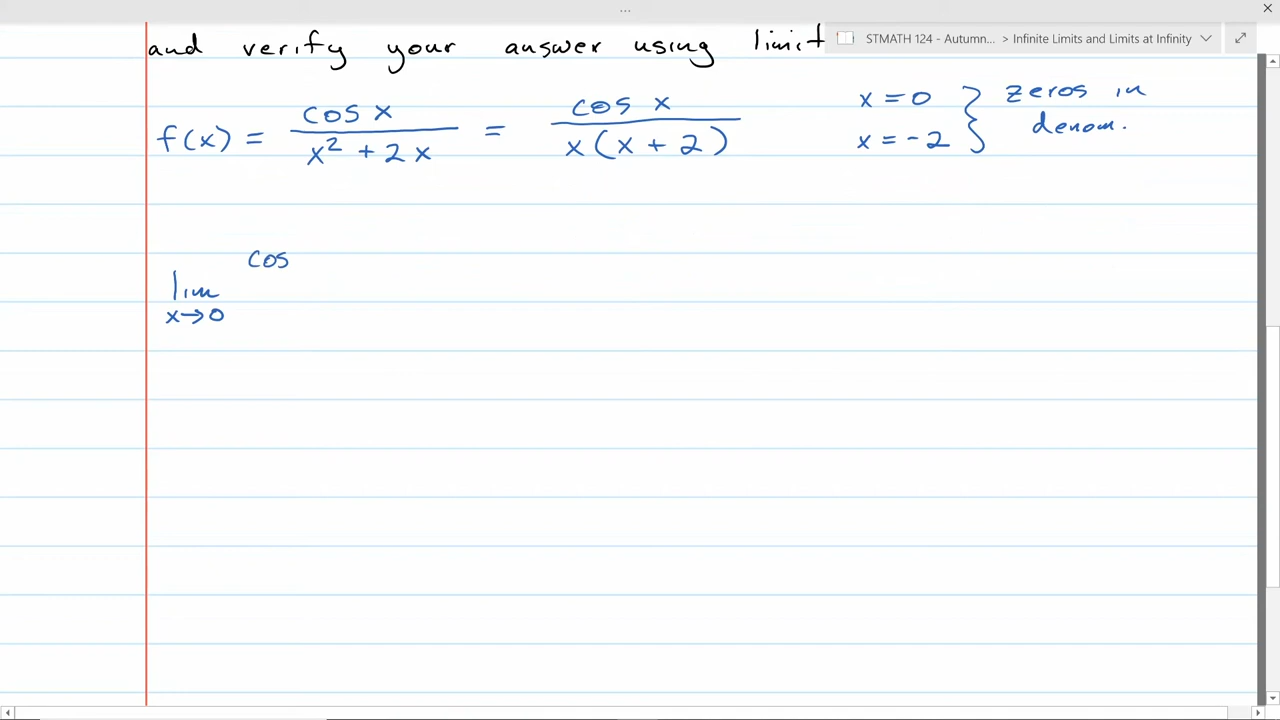 ...
STMATH 124 - Autumn... > Infinite Limits and Limits at Infinity
and verify your answer using limit
f(x) = cos x / x² + 2x = cos x / x(x + 2)
x = 0
x = -2
} zeros in
denom.
lim x→0 cos